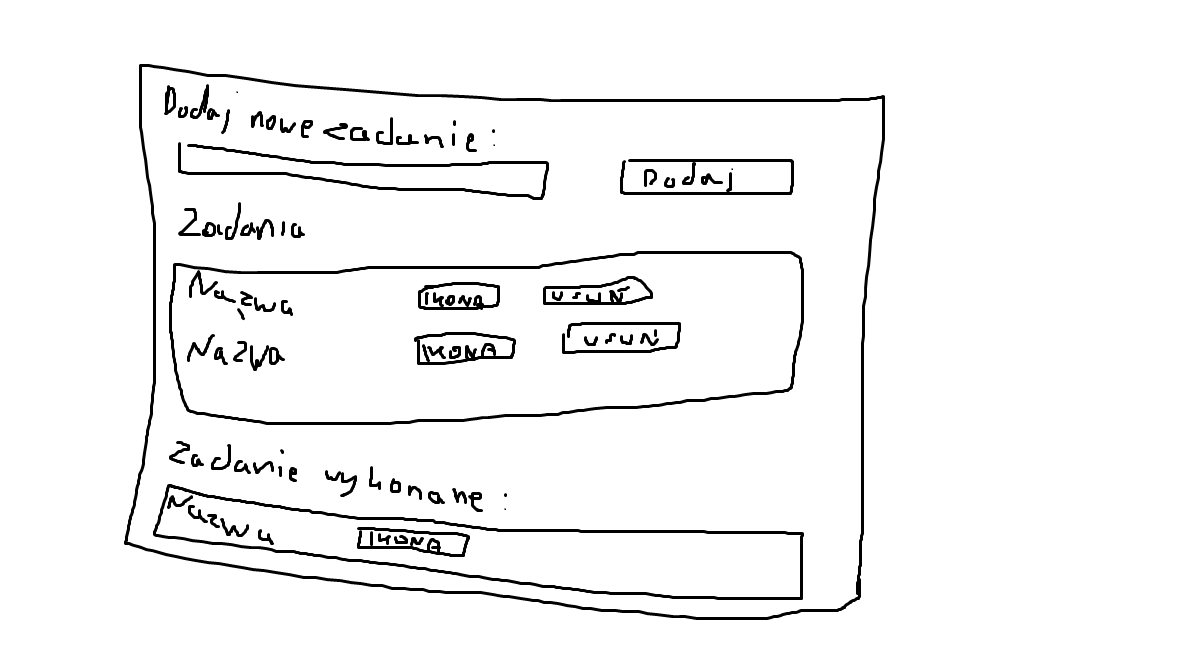 Dodaj nowe zadanie:
Dodaj
Zadania
Nazwa IKONA USUŃ
Nazwa IKONA USUŃ
Zadanie wykonane:
Nazwa IKONA